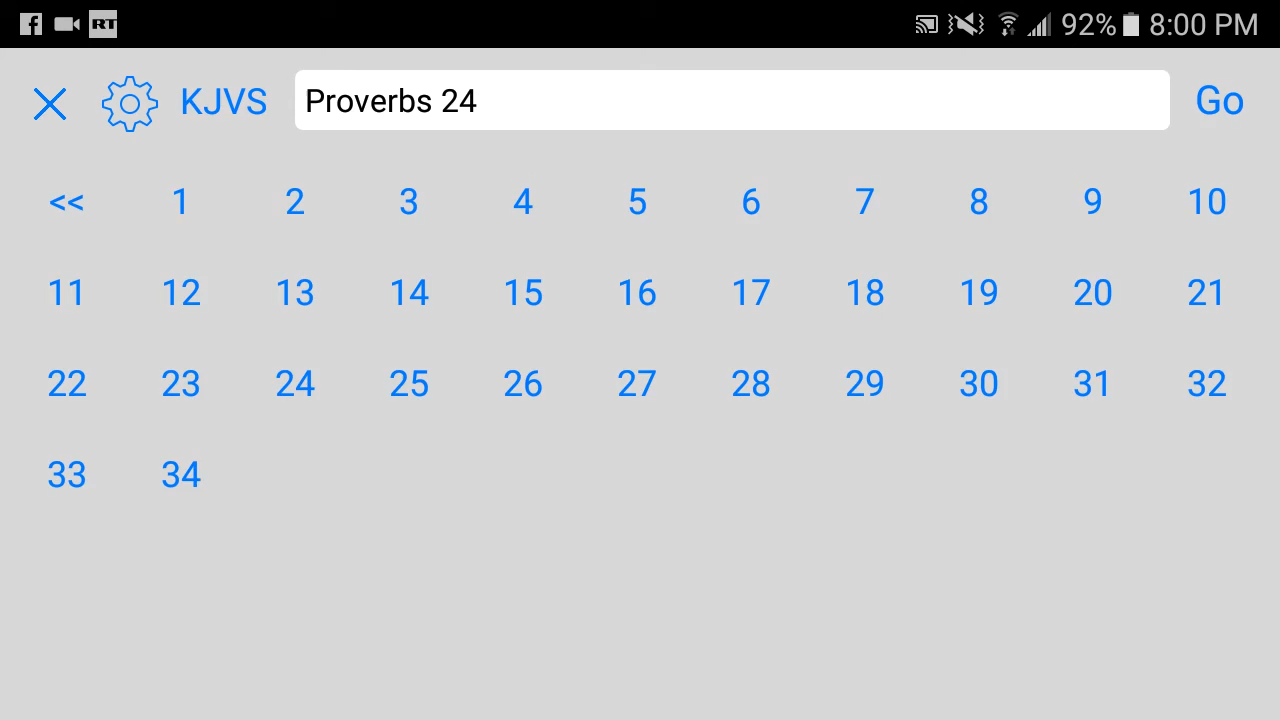 RT 92% 8:00 PM
KJVS Proverbs 24 Go
<< 1 2 3 4 5 6 7 8 9 10
11 12 13 14 15 16 17 18 19 20 21
22 23 24 25 26 27 28 29 30 31 32
33 34